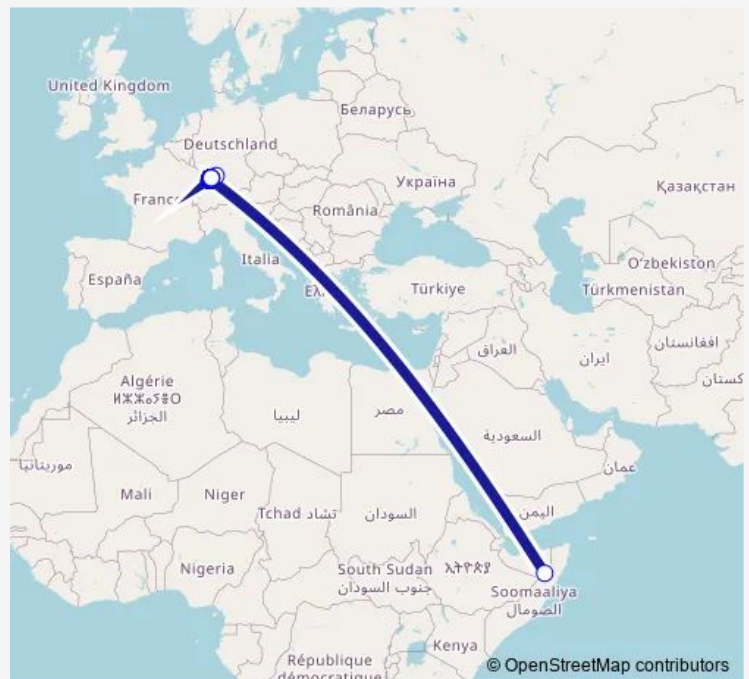 United Kingdom
Беларусь
Deutschland
Україна
Қазақстан
România
Italia
O'zbekiston
España
Türkiye
Türkmenistan
العراق
ایران
افغانستان
Algérie
ⵍⵣⵣⴰⵢⴻⵔ
الجزائر
ليبيا
مصر
السعودية
عمان
موريتانيا
Mali
Niger
Tchad تشاد
السودان
اليمن
Nigeria
South Sudan
جنوب السودان
ኢትዮጵያ
Soomaaliya
الصومال
Kenya
République
© OpenStreetMap contributors